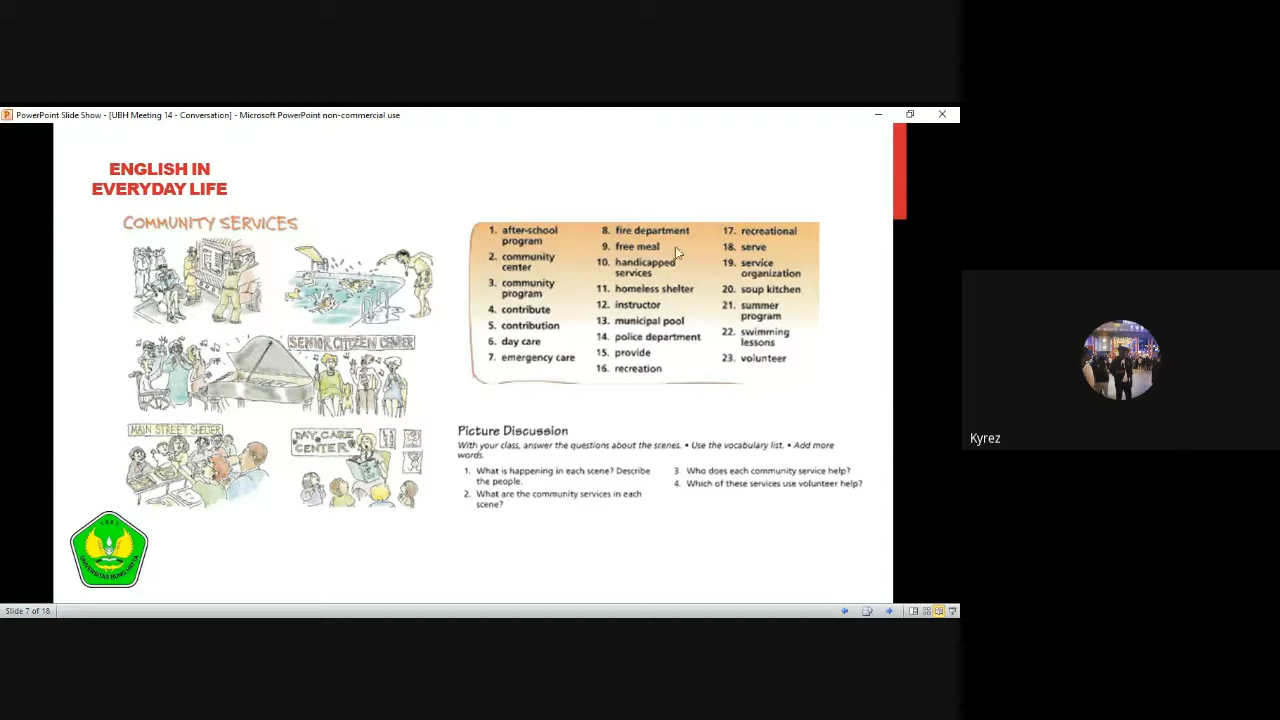 PowerPoint Slide Show - [UBH Meeting 14 - Conversation] - Microsoft PowerPoint non-commercial use
ENGLISH IN
EVERYDAY LIFE
COMMUNITY SERVICES
SENIOR CITIZEN CENTER
MAIN STREET SHELTER
DAY CARE
CENTER
1. after-school
program
2. community
center
3. community
program
4. contribute
5. contribution
6. day care
7. emergency care
8. fire department
9. free meal
10. handicapped
services
11. homeless shelter
12. instructor
13. municipal pool
14. police department
15. provide
16. recreation
17. recreational
18. serve
19. service
organization
20. soup kitchen
21. summer
program
22. swimming
lessons
23. volunteer
Picture Discussion
With your class, answer the questions about the scenes. • Use the vocabulary list. • Add more
words.
1. What is happening in each scene? Describe
the people.
2. What are the community services in each
scene?
3. Who does each community service help?
4. Which of these services use volunteer help?
1981
UNIVERSITAS BUNG HATTA
Slide 7 of 18
Kyrez